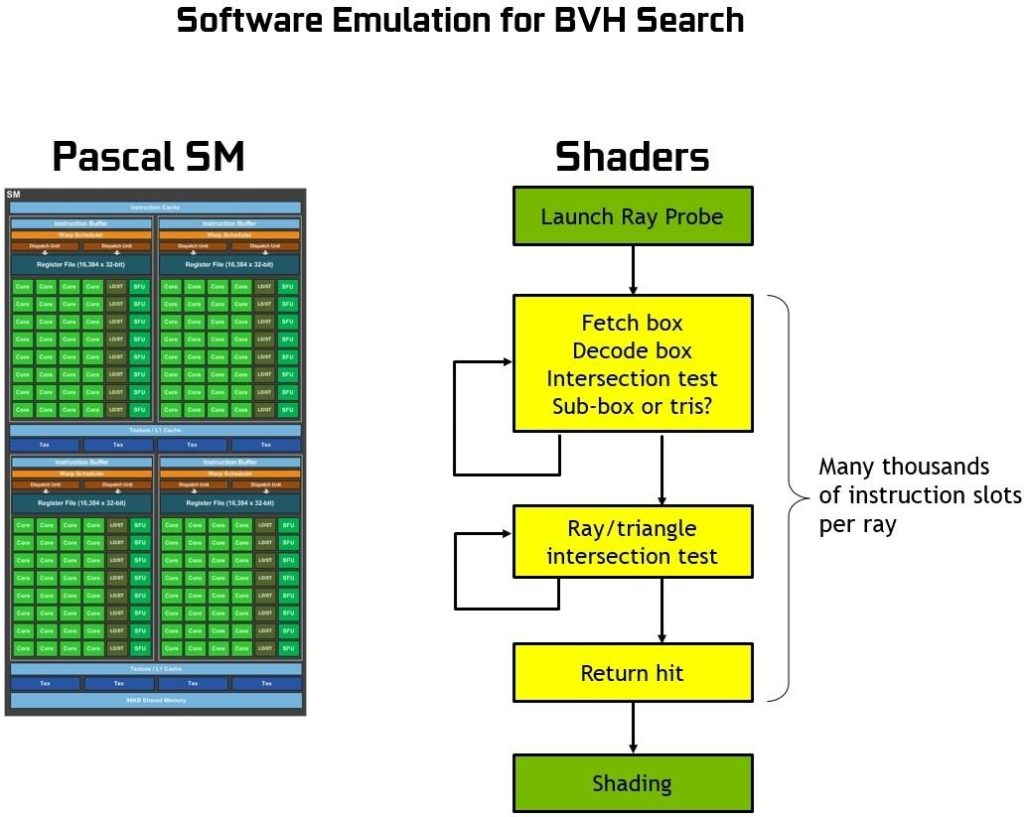 Software Emulation for BVH Search
Pascal SM
SM
Instruction Cache
Instruction Buffer
Instruction Buffer
Warp Scheduler
Warp Scheduler
Dispatch Unit
Dispatch Unit
Dispatch Unit
Dispatch Unit
Register File (16,384 x 32-bit)
Register File (16,384 x 32-bit)
Core Core Core Core LD/ST SFU Core Core Core Core LD/ST SFU
Core Core Core Core LD/ST SFU Core Core Core Core LD/ST SFU
Core Core Core Core LD/ST SFU Core Core Core Core LD/ST SFU
Core Core Core Core LD/ST SFU Core Core Core Core LD/ST SFU
Core Core Core Core LD/ST SFU Core Core Core Core LD/ST SFU
Core Core Core Core LD/ST SFU Core Core Core Core LD/ST SFU
Core Core Core Core LD/ST SFU Core Core Core Core LD/ST SFU
Core Core Core Core LD/ST SFU Core Core Core Core LD/ST SFU
Texture / L1 Cache
Tex Tex Tex Tex
Instruction Buffer
Instruction Buffer
Warp Scheduler
Warp Scheduler
Dispatch Unit
Dispatch Unit
Dispatch Unit
Dispatch Unit
Register File (16,384 x 32-bit)
Register File (16,384 x 32-bit)
Core Core Core Core LD/ST SFU Core Core Core Core LD/ST SFU
Core Core Core Core LD/ST SFU Core Core Core Core LD/ST SFU
Core Core Core Core LD/ST SFU Core Core Core Core LD/ST SFU
Core Core Core Core LD/ST SFU Core Core Core Core LD/ST SFU
Core Core Core Core LD/ST SFU Core Core Core Core LD/ST SFU
Core Core Core Core LD/ST SFU Core Core Core Core LD/ST SFU
Core Core Core Core LD/ST SFU Core Core Core Core LD/ST SFU
Core Core Core Core LD/ST SFU Core Core Core Core LD/ST SFU
Texture / L1 Cache
Tex Tex Tex Tex
96KB Shared Memory
Shaders
Launch Ray Probe
Fetch box
Decode box
Intersection test
Sub-box or tris?
Ray/triangle
intersection test
Return hit
Shading
Many thousands
of instruction slots
per ray